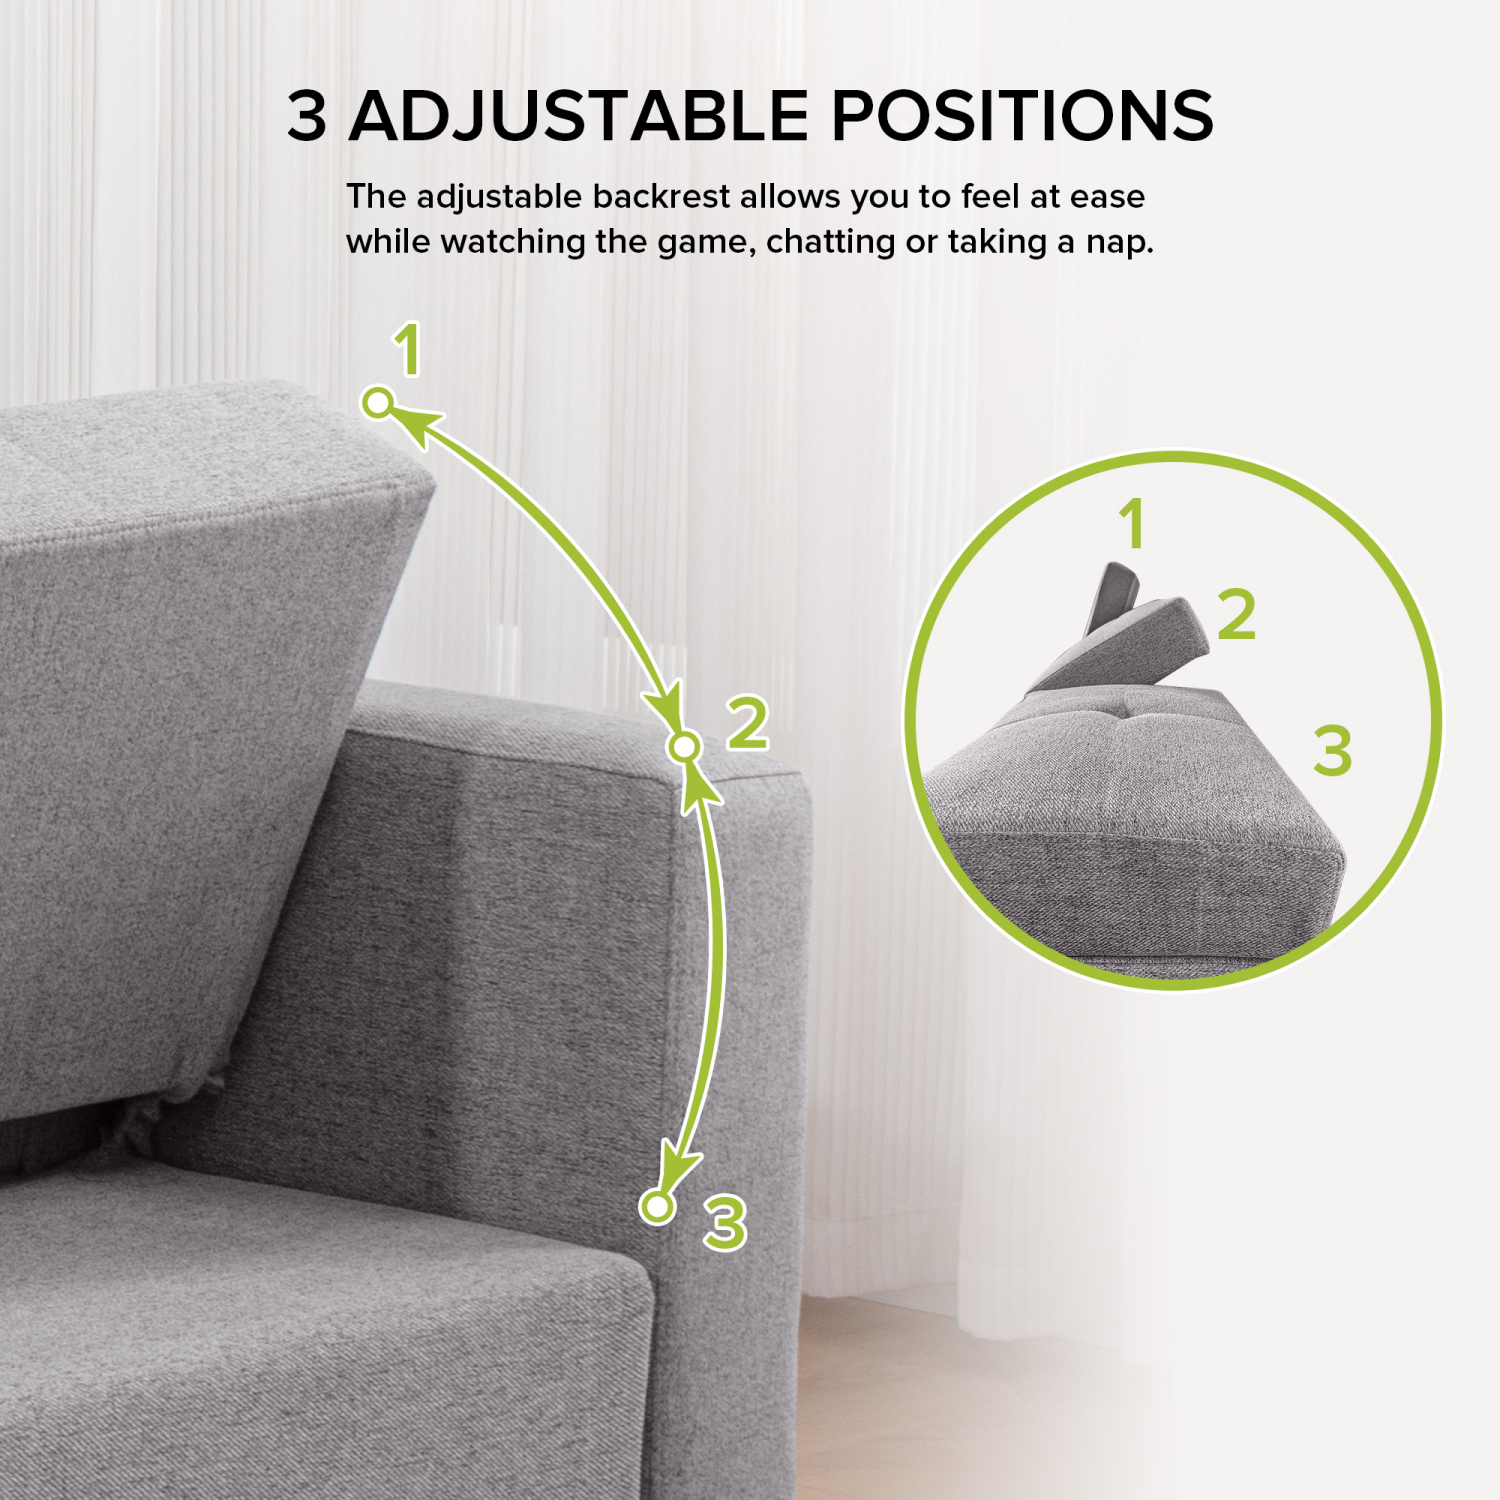 3 ADJUSTABLE POSITIONS
The adjustable backrest allows you to feel at ease
while watching the game, chatting or taking a nap.
1
2
3
1
2
3